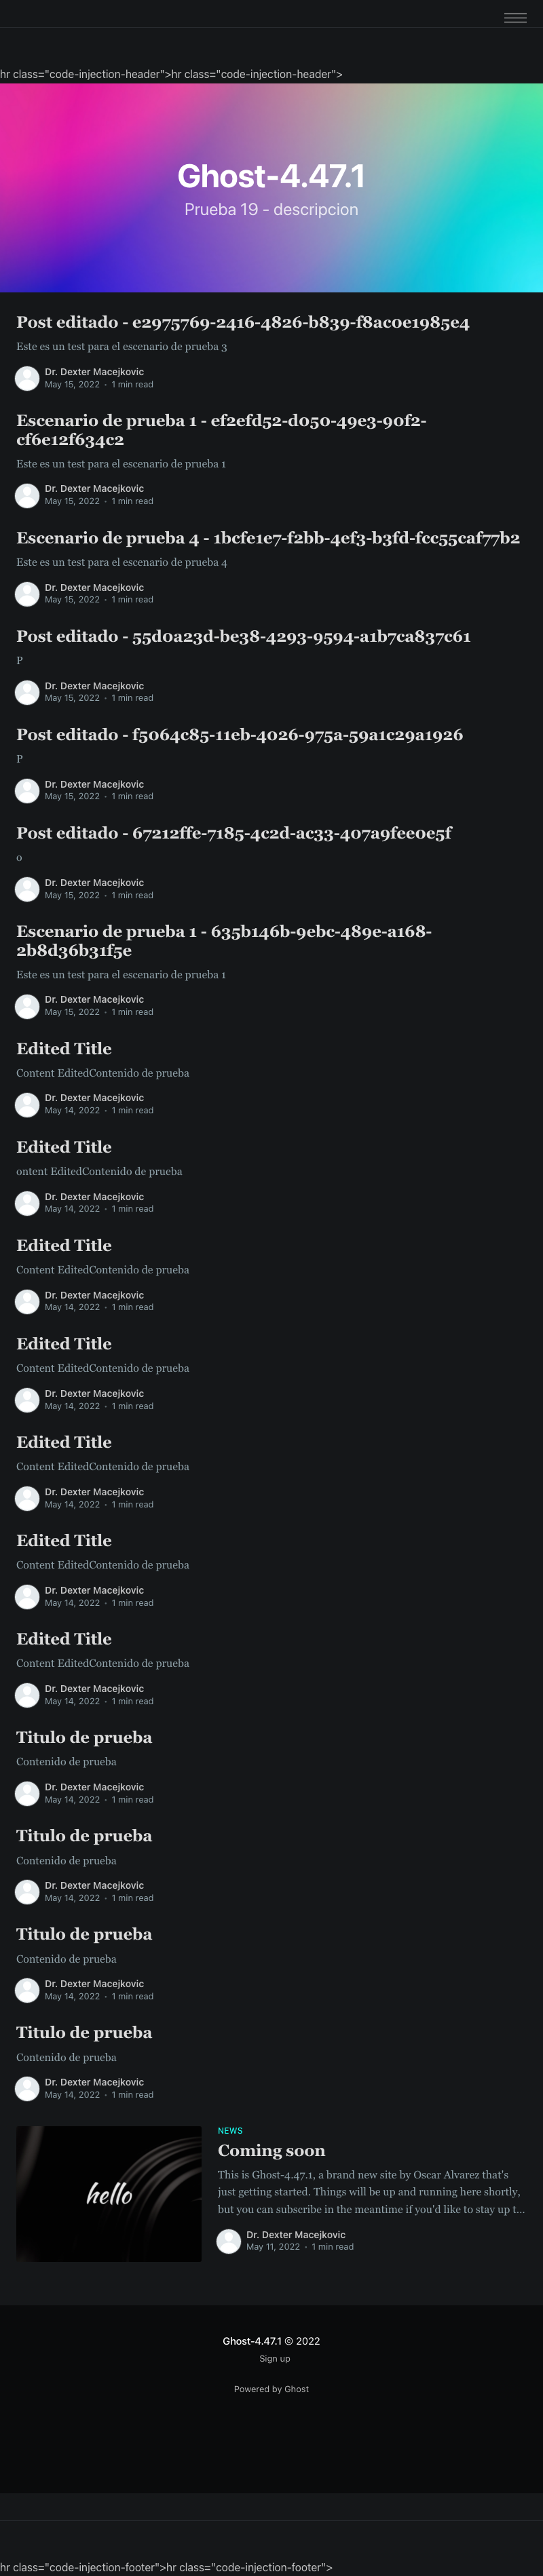 hr class="code-injection-header">hr class="code-injection-header">
Ghost-4.47.1
Prueba 19 - descripcion
Post editado - e2975769-2416-4826-b839-f8ac0e1985e4
Este es un test para el escenario de prueba 3
Dr. Dexter Macejkovic
May 15, 2022 • 1 min read
Escenario de prueba 1 - ef2efd52-d050-49e3-90f2-
cf6e12f634c2
Este es un test para el escenario de prueba 1
Dr. Dexter Macejkovic
May 15, 2022 • 1 min read
Escenario de prueba 4 - 1bcfe1e7-f2bb-4ef3-b3fd-fcc55caf77b2
Este es un test para el escenario de prueba 4
Dr. Dexter Macejkovic
May 15, 2022 • 1 min read
Post editado - 55d0a23d-be38-4293-9594-a1b7ca837c61
P
Dr. Dexter Macejkovic
May 15, 2022 • 1 min read
Post editado - f5064c85-11eb-4026-975a-59a1c29a1926
P
Dr. Dexter Macejkovic
May 15, 2022 • 1 min read
Post editado - 67212ffe-7185-4c2d-ac33-407a9fee0e5f
o
Dr. Dexter Macejkovic
May 15, 2022 • 1 min read
Escenario de prueba 1 - 635b146b-9ebc-489e-a168-
2b8d36b31f5e
Este es un test para el escenario de prueba 1
Dr. Dexter Macejkovic
May 15, 2022 • 1 min read
Edited Title
Content EditedContenido de prueba
Dr. Dexter Macejkovic
May 14, 2022 • 1 min read
Edited Title
ontent EditedContenido de prueba
Dr. Dexter Macejkovic
May 14, 2022 • 1 min read
Edited Title
Content EditedContenido de prueba
Dr. Dexter Macejkovic
May 14, 2022 • 1 min read
Edited Title
Content EditedContenido de prueba
Dr. Dexter Macejkovic
May 14, 2022 • 1 min read
Edited Title
Content EditedContenido de prueba
Dr. Dexter Macejkovic
May 14, 2022 • 1 min read
Edited Title
Content EditedContenido de prueba
Dr. Dexter Macejkovic
May 14, 2022 • 1 min read
Edited Title
Content EditedContenido de prueba
Dr. Dexter Macejkovic
May 14, 2022 • 1 min read
Titulo de prueba
Contenido de prueba
Dr. Dexter Macejkovic
May 14, 2022 • 1 min read
Titulo de prueba
Contenido de prueba
Dr. Dexter Macejkovic
May 14, 2022 • 1 min read
Titulo de prueba
Contenido de prueba
Dr. Dexter Macejkovic
May 14, 2022 • 1 min read
Titulo de prueba
Contenido de prueba
Dr. Dexter Macejkovic
May 14, 2022 • 1 min read
hello
NEWS
Coming soon
This is Ghost-4.47.1, a brand new site by Oscar Alvarez that's
just getting started. Things will be up and running here shortly,
but you can subscribe in the meantime if you'd like to stay up t...
Dr. Dexter Macejkovic
May 11, 2022 • 1 min read
Ghost-4.47.1 © 2022
Sign up
Powered by Ghost
hr class="code-injection-footer">hr class="code-injection-footer">